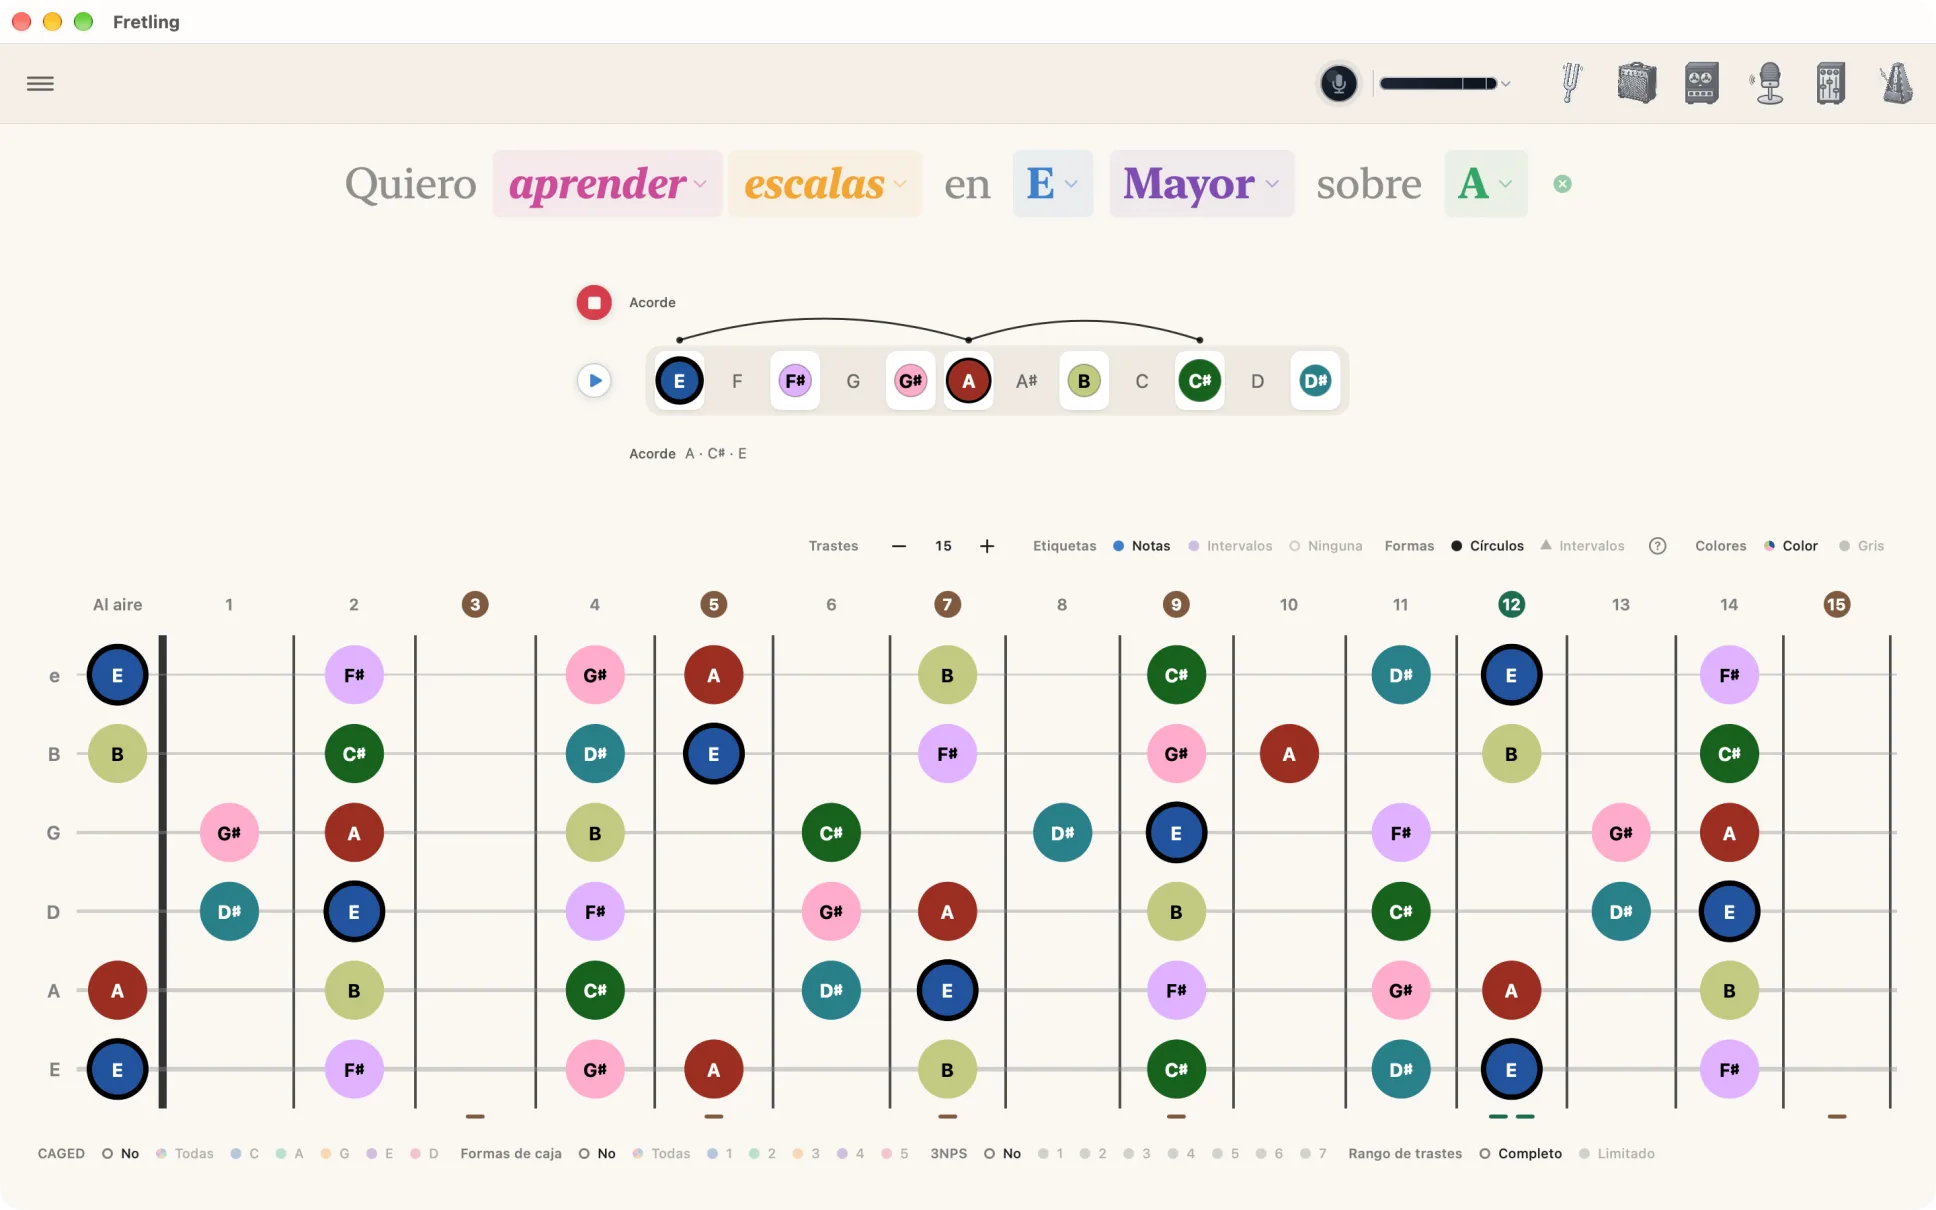 Fretling
Quiero aprender escalas en E Mayor sobre A
Acorde
E F F# G G# A A# B C C# D D#
Acorde A · C# · E
Trastes − 15 + Etiquetas Notas Intervalos Ninguna Formas Círculos Intervalos ? Colores Color Gris
Al aire 1 2 3 4 5 6 7 8 9 10 11 12 13 14 15
e E F# G# A B C# D# E F#
B B C# D# E F# G# A B C#
G G# A B C# D# E F# G# A
D D# E F# G# A B C# D# E
A A B C# D# E F# G# A B
E E F# G# A B C# D# E F#
CAGED No Todas C A G E D Formas de caja No Todas 1 2 3 4 5 3NPS No 1 2 3 4 5 6 7 Rango de trastes Completo Limitado